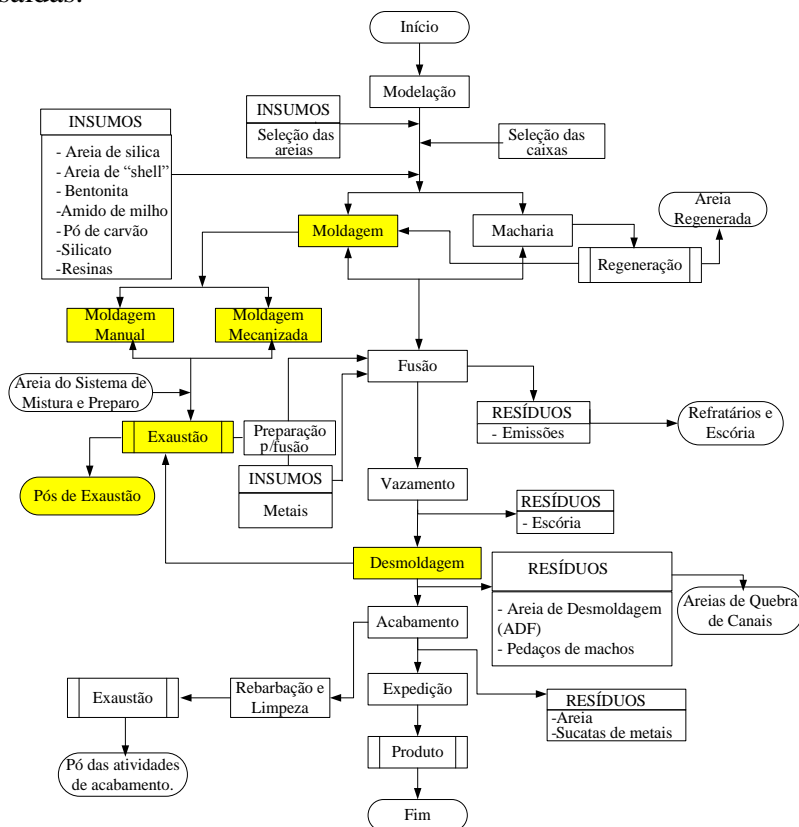 saídas.
Início
Modelação
INSUMOS
Seleção das
areias
Seleção das
caixas
INSUMOS
- Areia de silica
- Areia de “shell”
- Bentonita
-Amido de milho
-Pó de carvão
-Silicato
-Resinas
Moldagem
Macharia
Areia
Regenerada
Regeneração
Moldagem
Manual
Moldagem
Mecanizada
Fusão
Areia do Sistema de
Mistura e Preparo
Exaustão
Preparação
p/fusão
RESÍDUOS
- Emissões
Refratários e
Escória
INSUMOS
Metais
Pós de Exaustão
Vazamento
RESÍDUOS
- Escória
Desmoldagem
RESÍDUOS
- Areia de Desmoldagem
(ADF)
- Pedaços de machos
Areias de Quebra
de Canais
Acabamento
Rebarbação e
Limpeza
Exaustão
Expedição
RESÍDUOS
-Areia
-Sucatas de metais
Produto
Pó das atividades
de acabamento.
Fim